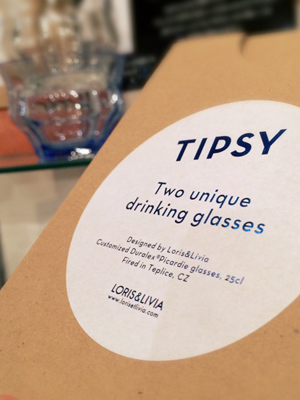 TIPSY
Two unique
drinking glasses
Designed by Loris&Livia
Customized Duralex®Picardie glasses, 25cl
Fired in Teplice, CZ
LORIS&LIVIA
www.lorisetlivia.com